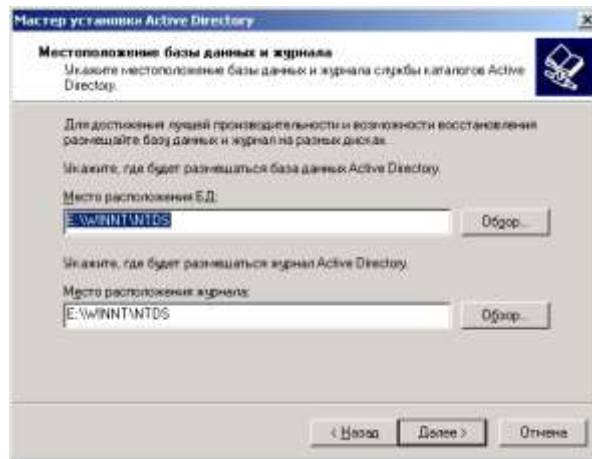 Мастер установки Active Directory
Местоположение базы данных и журнала
Укажите местоположение базы данных и журнала службы каталогов Active
Directory.
Для достижения лучшей производительности и возможности восстановления
размещайте базу данных и журнал на разных дисках.
Укажите, где будет размещаться база данных Active Directory.
Место расположения БД:
E:\WINNT\NTDS
Обзор...
Укажите, где будет размещаться журнал Active Directory.
Место расположения журнала:
E:\WINNT\NTDS
Обзор...
< Назад Далее > Отмена